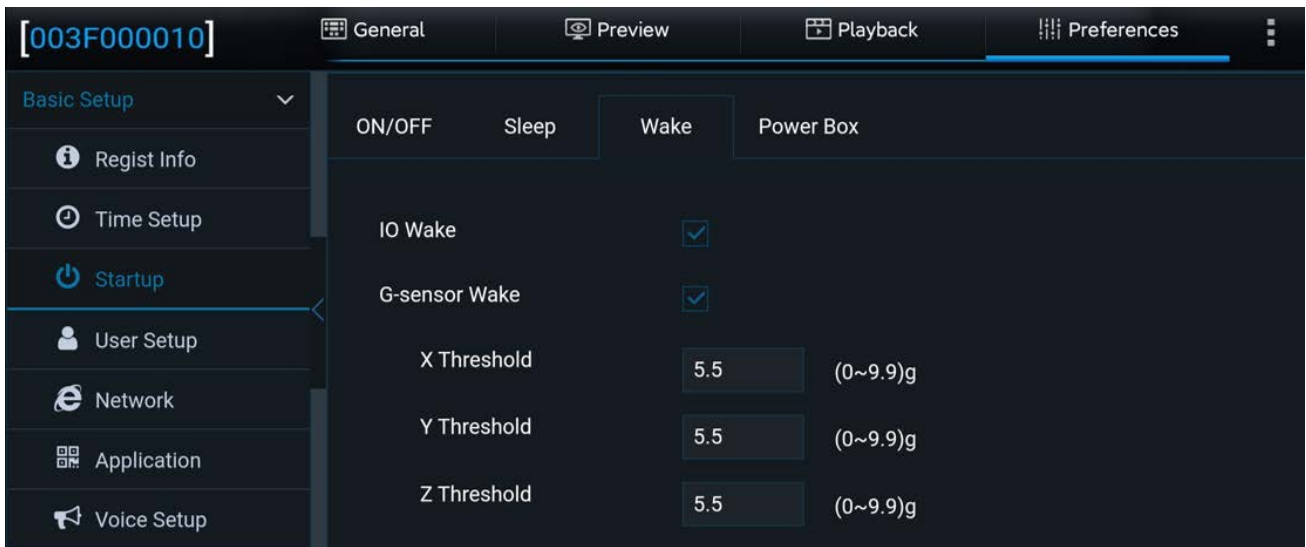 [003F000010]
General
Preview
Playback
Preferences
Basic Setup
Regist Info
Time Setup
Startup
User Setup
Network
Application
Voice Setup
ON/OFF
Sleep
Wake
Power Box
IO Wake
G-sensor Wake
X Threshold 5.5 (0~9.9)g
Y Threshold 5.5 (0~9.9)g
Z Threshold 5.5 (0~9.9)g